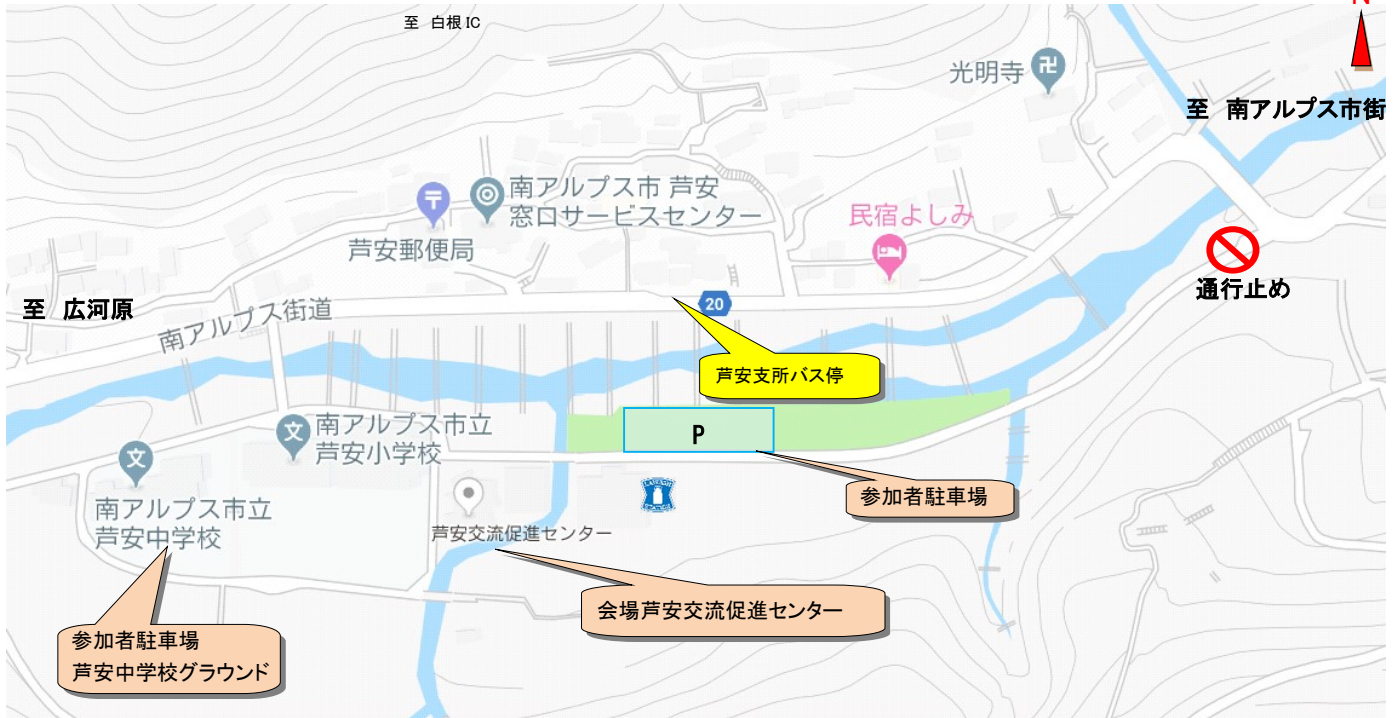 N
至 白根 IC
光明寺
至 南アルプス市街
南アルプス市 芦安
窓口サービスセンター
芦安郵便局
民宿よしみ
通行止め
至 広河原
南アルプス街道
20
芦安支所バス停
P
南アルプス市立
芦安小学校
参加者駐車場
南アルプス市立
芦安中学校
芦安交流促進センター
会場芦安交流促進センター
参加者駐車場
芦安中学校グラウンド
文
文
〒
卍